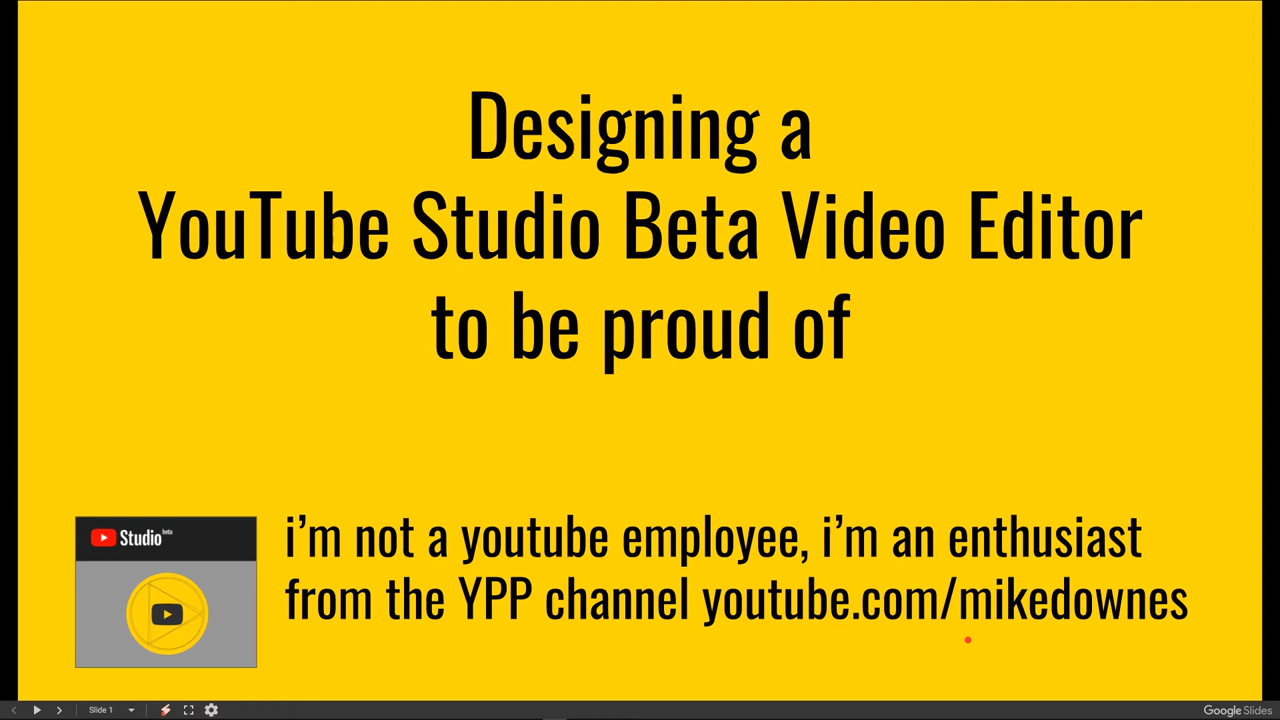 Designing a
YouTube Studio Beta Video Editor
to be proud of
Studio beta
i'm not a youtube employee, i'm an enthusiast
from the YPP channel youtube.com/mikedownes
Slide 1
Google Slides